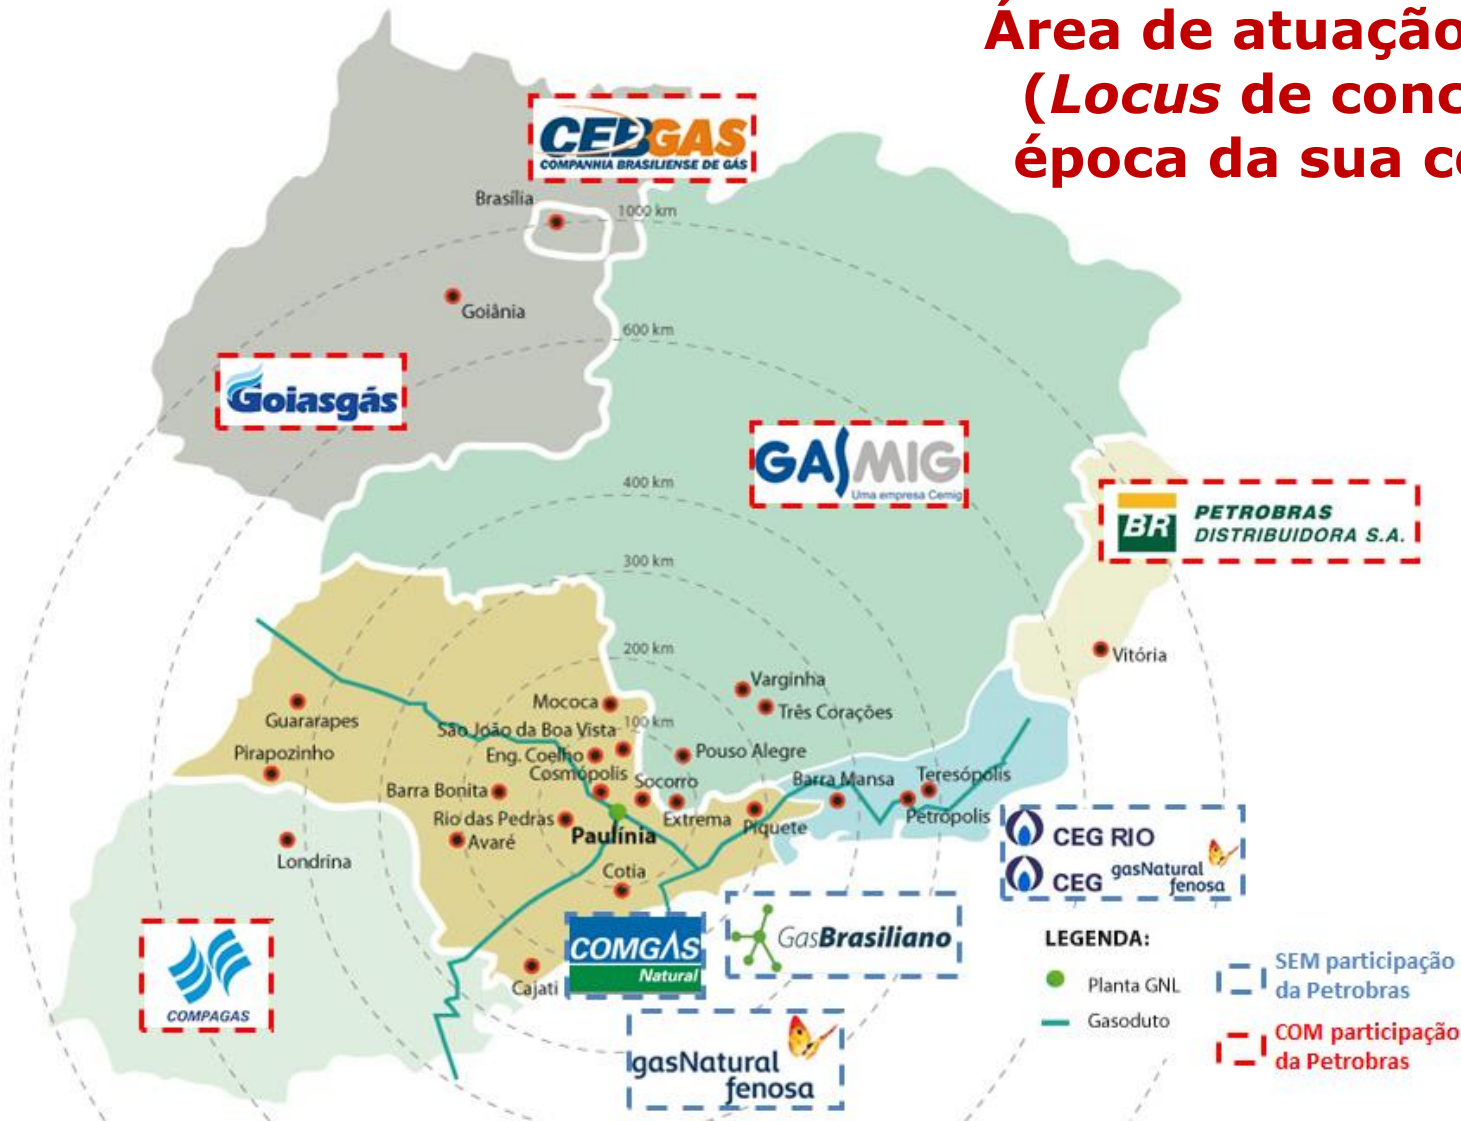 Área de atuação
(Locus de conc
época da sua c
CEBGAS
COMPANHIA BRASILIENSE DE GÁS
Brasília
1000 km
Goiânia
600 km
Goiasgás
GASMIG
Uma empresa Cemig
400 km
BR
PETROBRAS
DISTRIBUIDORA S.A.
300 km
200 km
Vitória
Varginha
Mococa
Três Corações
Guararapes
São João da Boa Vista
100 km
Pirapozinho
Eng. Coelho
Pouso Alegre
Cosmópolis
Socorro
Barra Mansa
Teresópolis
Barra Bonita
Rio das Pedras
Extrema
Piquete
Petrópolis
Avaré
Paulínia
Londrina
Cotia
CEG RIO
CEG
gasNatural
fenosa
COMGÁS
Natural
GasBrasiliano
LEGENDA:
Planta GNL
Gasoduto
SEM participação
da Petrobras
COM participação
da Petrobras
Cajati
COMPAGAS
gasNatural
fenosa